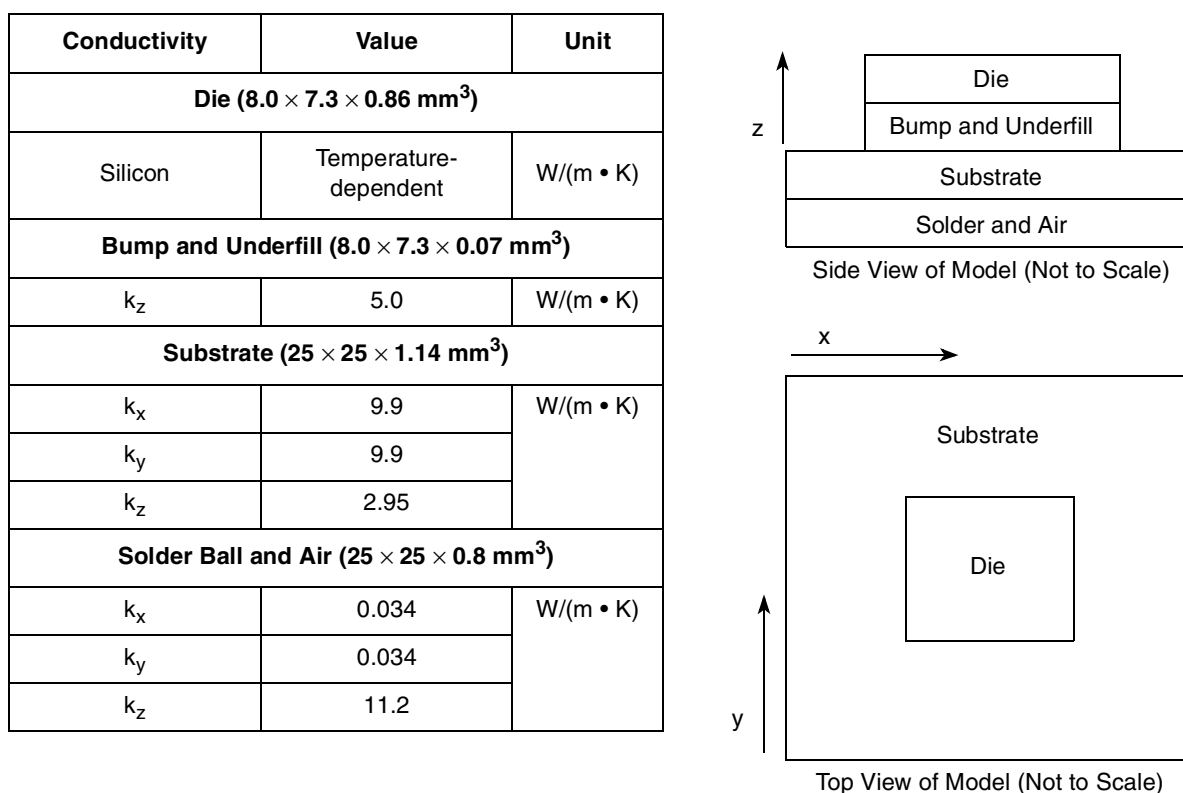 Conductivity Value Unit
Die (8.0 × 7.3 × 0.86 mm³)
Silicon Temperature-
dependent W/(m • K)
Bump and Underfill (8.0 × 7.3 × 0.07 mm³)
k_z 5.0 W/(m • K)
Substrate (25 × 25 × 1.14 mm³)
k_x 9.9 W/(m • K)
k_y 9.9
k_z 2.95
Solder Ball and Air (25 × 25 × 0.8 mm³)
k_x 0.034 W/(m • K)
k_y 0.034
k_z 11.2
z
Die
Bump and Underfill
Substrate
Solder and Air
Side View of Model (Not to Scale)
x
Substrate
Die
y
Top View of Model (Not to Scale)